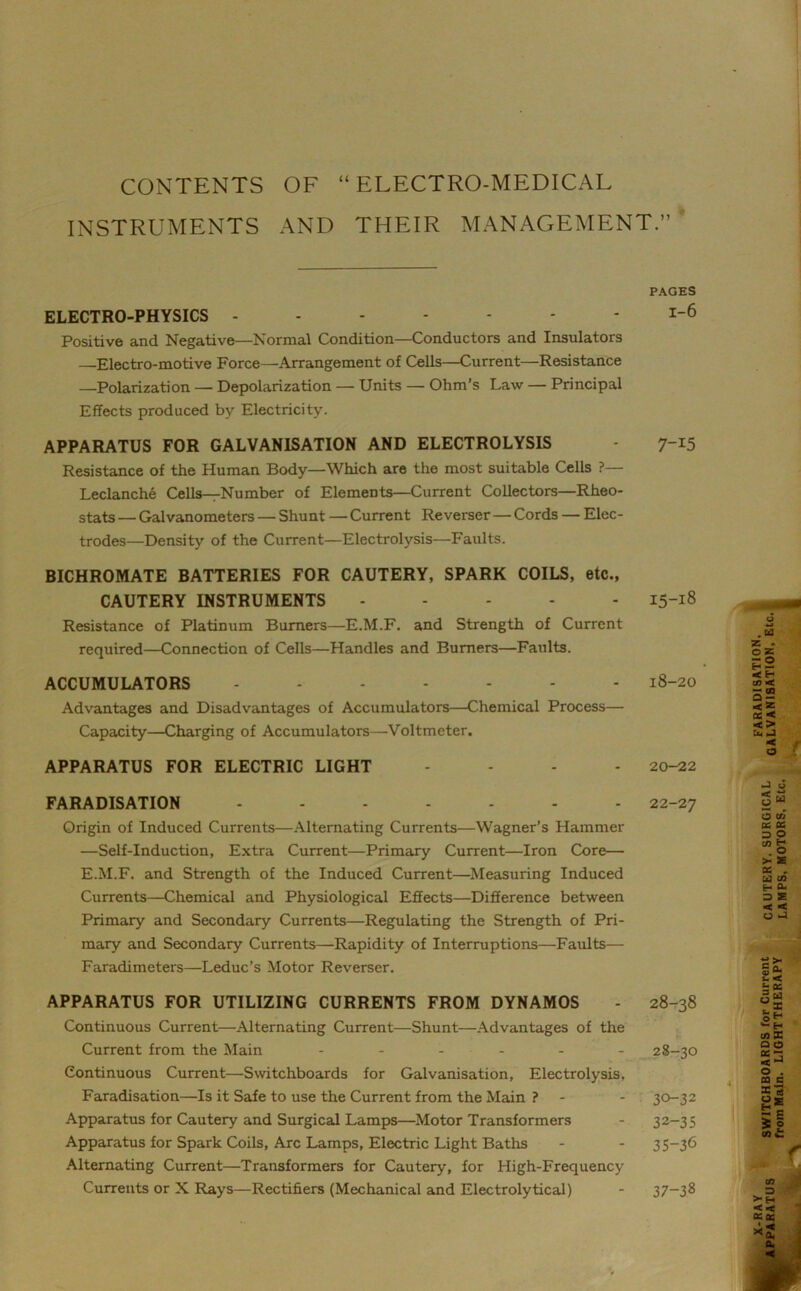 CONTENTS OF “ELECTRO-MEDICAL
INSTRUMENTS AND THEIR MANAGEMENT.”
PAGES
ELECTRO-PHYSICS - - - - - - - 1-6
Positive and Negative—Normal Condition—Conductors and Insulators
—Electro-motive Force—Arrangement of Cells—Current—Resistance
—Polarization — Depolarization — Units — Ohm's Law — Principal
Effects produced by Electricity.
APPARATUS FOR GALVANISATION AND ELECTROLYSIS - 7-15
Resistance of the Human Body—Which are the most suitable Cells ?—
Leclanché Cells—Number of Elements—Current Collectors—Rheo-
stats — Galvanometers — Shunt — Current Reverser — Cords — Elec-
trodes—Density of the Current—Electrolysis—Faults.
BICHROMATE BATTERIES FOR CAUTERY, SPARK COILS, etc.,
CAUTERY INSTRUMENTS - - - - - 15-18
Resistance of Platinum Burners—E.M.F. and Strength of Current
required—Connection of Cells—Handles and Burners—Faults.
ACCUMULATORS - - - - - - - 18-20
Advantages and Disadvantages of Accumulators—Chemical Process—
Capacity—Charging of Accumulators—Voltmeter.
APPARATUS FOR ELECTRIC LIGHT - - - - 20-22
FARADISATION - - - - - - - 22-27
Origin of Induced Currents—Alternating Currents—Wagner's Hammer
—Self-Induction, Extra Current—Primary Current—Iron Core—
E.M.F. and Strength of the Induced Current—Measuring Induced
Currents—Chemical and Physiological Effects—Difference between
Primary and Secondary Currents—Regulating the Strength of Pri-
mary and Secondary Currents—Rapidity of Interruptions—Faults—
Faradimeters—Leduc's Motor Reverser.
APPARATUS FOR UTILIZING CURRENTS FROM DYNAMOS - 28-38
Continuous Current—Alternating Current—Shunt—Advantages of the
Current from the Main - - - - - - 28-30
Continuous Current—Switchboards for Galvanisation, Electrolysis,
Faradisation—Is it Safe to use the Current from the Main ? - - 30-32
Apparatus for Cautery and Surgical Lamps—Motor Transformers - 32-35
Apparatus for Spark Coils, Arc Lamps, Electric Light Baths - - 35-36
Alternating Current—Transformers for Cautery, for High-Frequency
Currents or X Rays—Rectifiers (Mechanical and Electrolytical) - 37-38
FARADISATION,
GALVANISATION, Etc.
CAUTERY, SURGICAL
LAMPS, MOTORS, Etc.
SWITCHBOARDS for Current
from Main. LIGHT THERAPY
X-RAY
APPARATUS